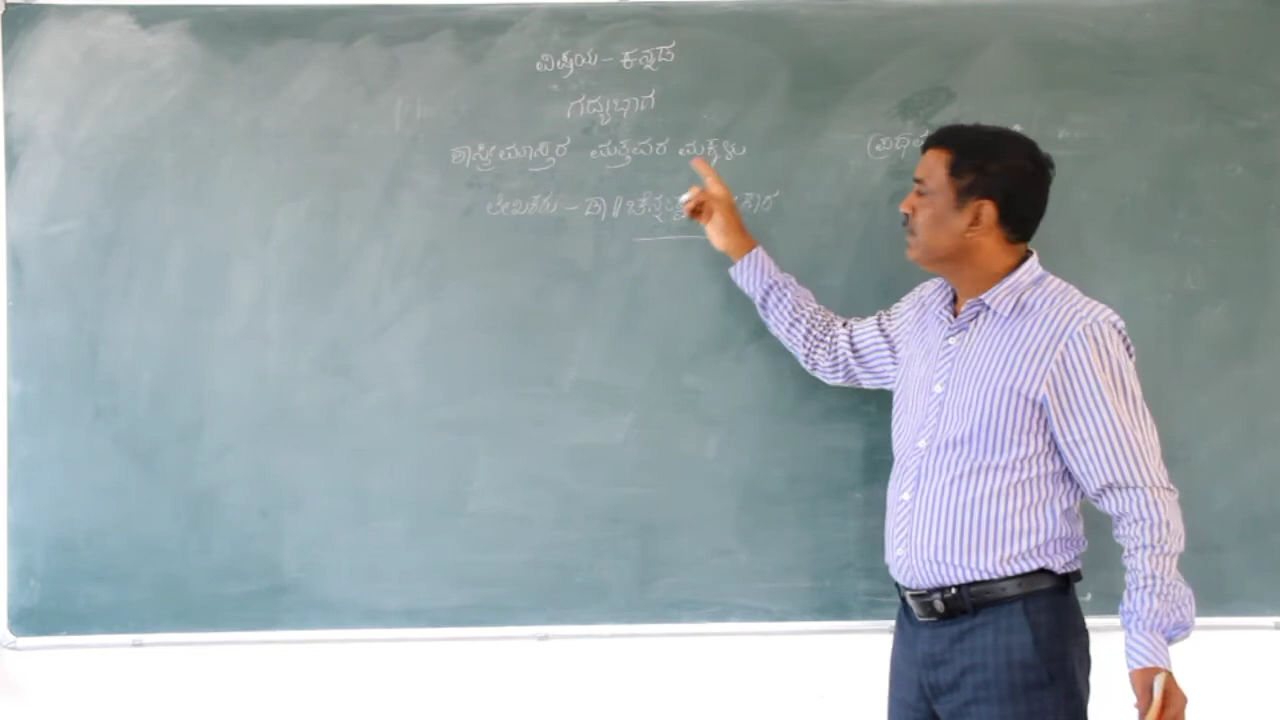 ವಿಷಯ - ಕನ್ನಡ
ಗದ್ಯಭಾಗ
ಶಾಸ್ತ್ರೀಮಾಸ್ತರ ಮತ್ತವರ ಮಕ್ಕಳು
ಲೇಖಕರು - ಡಾ||